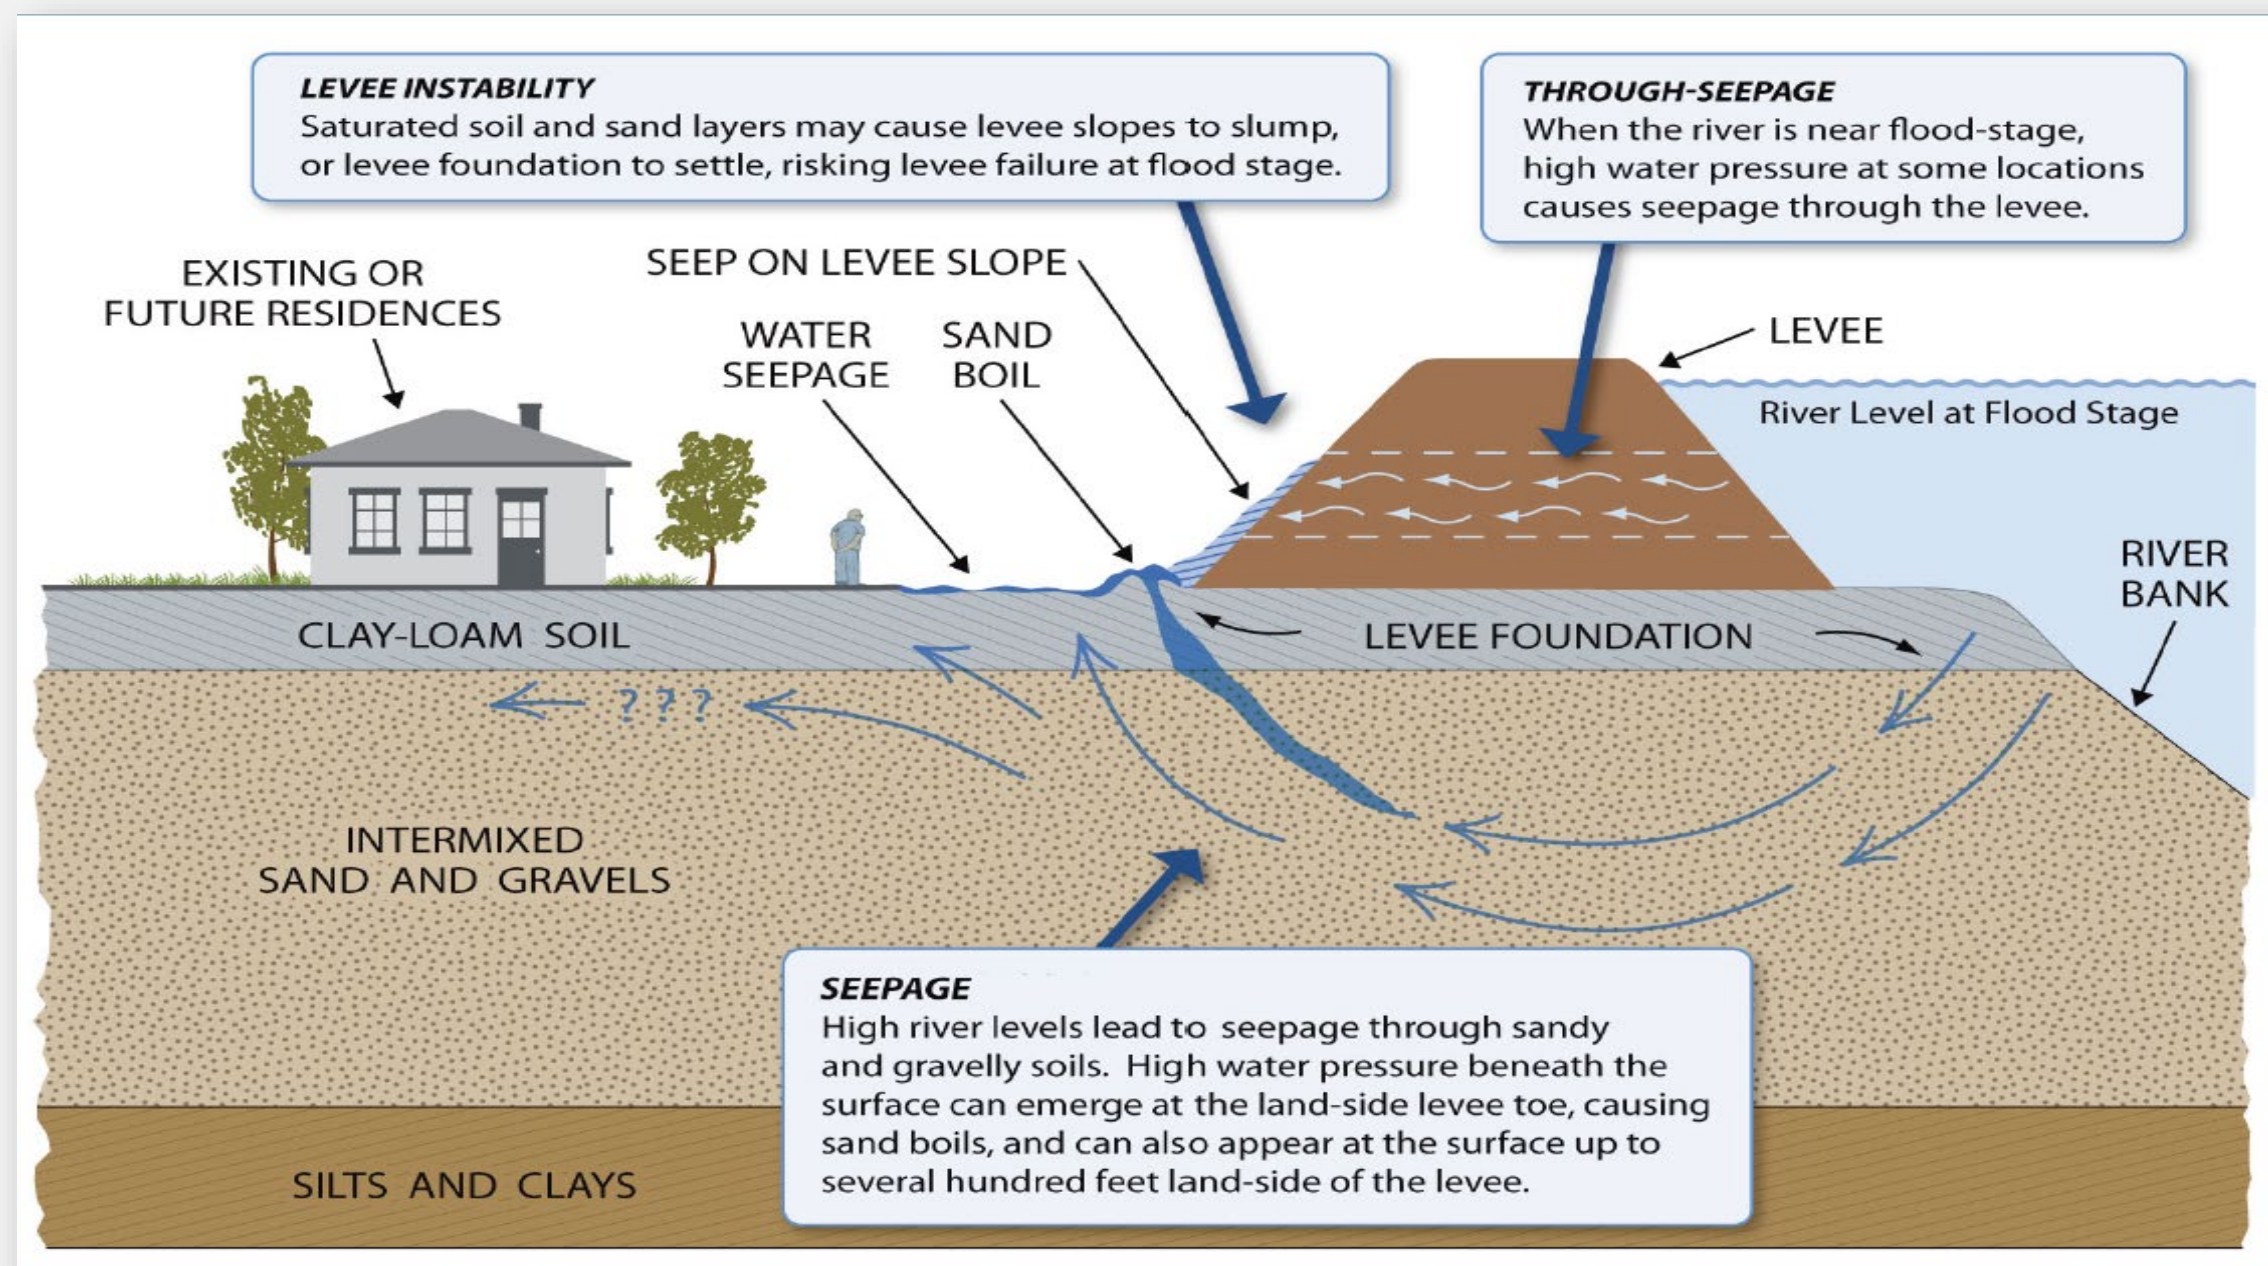 LEVEE INSTABILITY
Saturated soil and sand layers may cause levee slopes to slump,
or levee foundation to settle, risking levee failure at flood stage.
THROUGH-SEEPAGE
When the river is near flood-stage,
high water pressure at some locations
causes seepage through the levee.
EXISTING OR
FUTURE RESIDENCES
SEEP ON LEVEE SLOPE
WATER
SEEPAGE
SAND
BOIL
LEVEE
River Level at Flood Stage
RIVER
BANK
CLAY-LOAM SOIL
LEVEE FOUNDATION
???
INTERMIXED
SAND AND GRAVELS
SEEPAGE
High river levels lead to seepage through sandy
and gravelly soils. High water pressure beneath the
surface can emerge at the land-side levee toe, causing
sand boils, and can also appear at the surface up to
several hundred feet land-side of the levee.
SILTS AND CLAYS